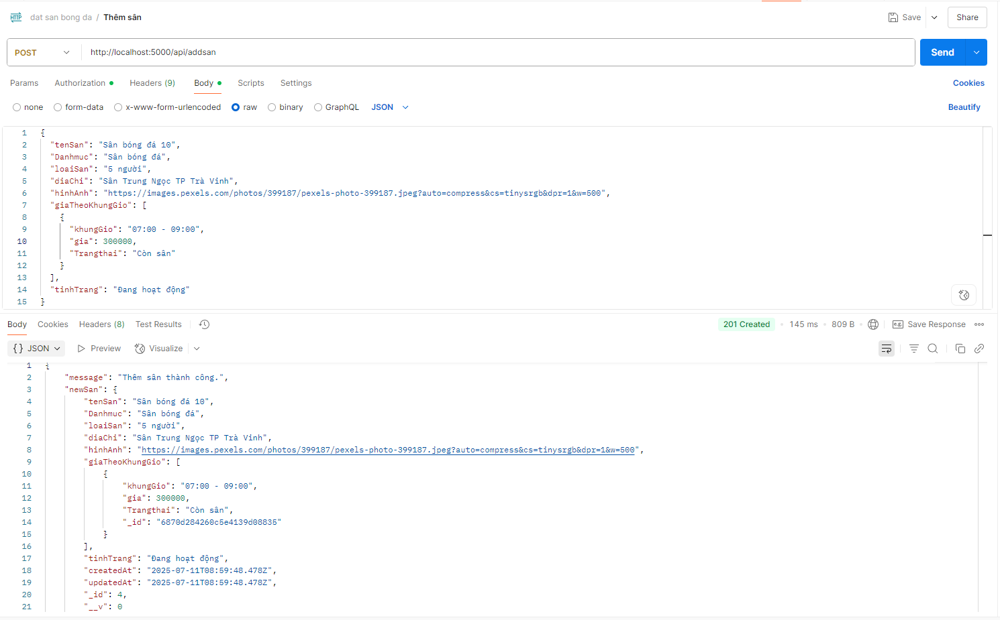 HTTP dat san bong da / Thêm sân Save Share
POST http://localhost:5000/api/addsan Send
Params Authorization Headers (9) Body Scripts Settings Cookies
none form-data x-www-form-urlencoded raw binary GraphQL JSON Beautify
1 {
2 "tenSan": "Sân bóng đá 10",
3 "Danhmuc": "Sân bóng đá",
4 "loaiSan": "5 người",
5 "diaChi": "Sân Trung Ngọc TP Trà Vinh",
6 "hinhAnh": "https://images.pexels.com/photos/399187/pexels-photo-399187.jpeg?auto=compress&cs=tinysrgb&dpr=1&w=500",
7 "giaTheoKhungGio": [
8 {
9 "khungGio": "07:00 - 09:00",
10 "gia": 300000,
11 "Trangthai": "Còn sân"
12 }
13 ],
14 "tinhTrang": "Đang hoạt động"
15 }
Body Cookies Headers (8) Test Results 201 Created • 145 ms • 809 B • e.g. Save Response
{} JSON Preview Visualize
1 {
2 "message": "Thêm sân thành công.",
3 "newSan": {
4 "tenSan": "Sân bóng đá 10",
5 "Danhmuc": "Sân bóng đá",
6 "loaiSan": "5 người",
7 "diaChi": "Sân Trung Ngọc TP Trà Vinh",
8 "hinhAnh": "https://images.pexels.com/photos/399187/pexels-photo-399187.jpeg?auto=compress&cs=tinysrgb&dpr=1&w=500",
9 "giaTheoKhungGio": [
10 {
11 "khungGio": "07:00 - 09:00",
12 "gia": 300000,
13 "Trangthai": "Còn sân",
14 "_id": "6870d284260c5e4139d08835"
15 }
16 ],
17 "tinhTrang": "Đang hoạt động",
18 "createdAt": "2025-07-11T08:59:48.478Z",
19 "updatedAt": "2025-07-11T08:59:48.478Z",
20 "_id": 4,
21 "__v": 0